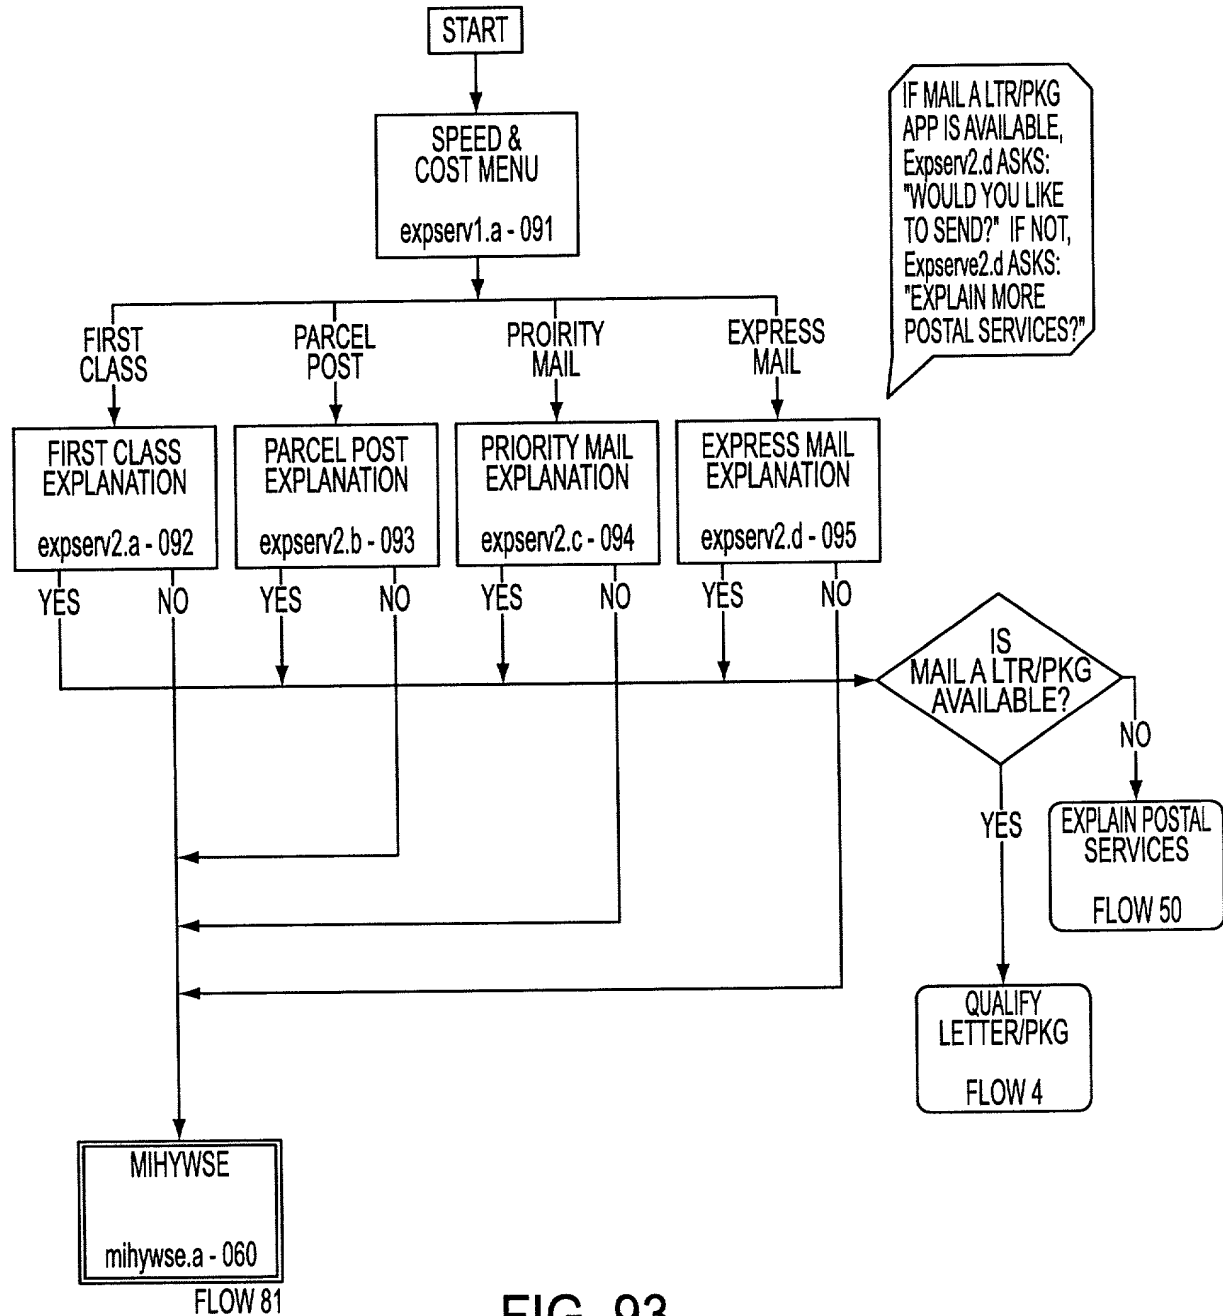 START
SPEED &
COST MENU
expserv1.a - 091
IF MAIL A LTR/PKG
APP IS AVAILABLE,
Expserv2.d ASKS:
"WOULD YOU LIKE
TO SEND?" IF NOT,
Expserve2.d ASKS:
"EXPLAIN MORE
POSTAL SERVICES?"
FIRST
CLASS
PARCEL
POST
PROIRITY
MAIL
EXPRESS
MAIL
FIRST CLASS
EXPLANATION
expserv2.a - 092
PARCEL POST
EXPLANATION
expserv2.b - 093
PRIORITY MAIL
EXPLANATION
expserv2.c - 094
EXPRESS MAIL
EXPLANATION
expserv2.d - 095
YES
NO
YES
NO
YES
NO
YES
NO
IS
MAIL A LTR/PKG
AVAILABLE?
NO
YES
EXPLAIN POSTAL
SERVICES
FLOW 50
QUALIFY
LETTER/PKG
FLOW 4
MIHYWSE
mihywse.a - 060
FLOW 81
FIG. 93